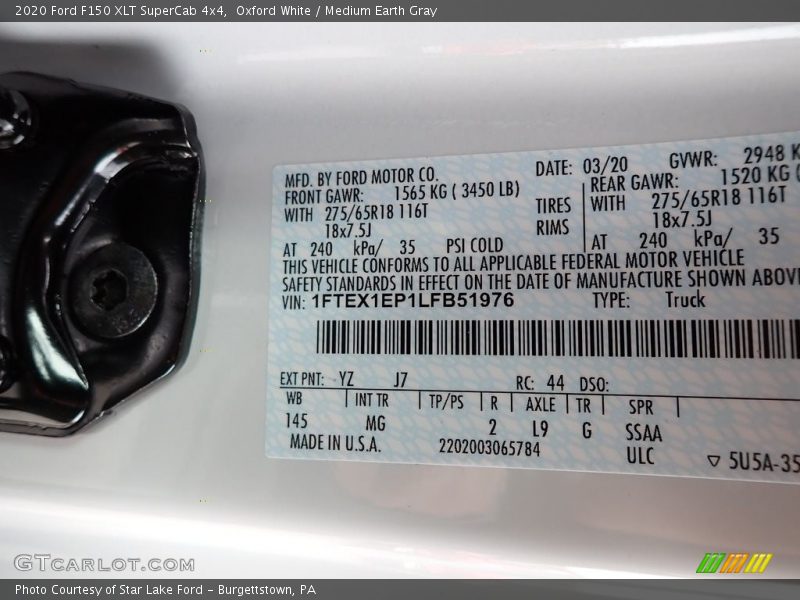 2020 Ford F150 XLT SuperCab 4x4, Oxford White / Medium Earth Gray
MFD. BY FORD MOTOR CO. DATE: 03/20 GVWR: 2948 K
FRONT GAWR: 1565 KG ( 3450 LB) REAR GAWR: 1520 KG (
WITH 275/65R18 116T TIRES WITH 275/65R18 116T
18x7.5J RIMS 18x7.5J
AT 240 kPa/ 35 PSI COLD AT 240 kPa/ 35
THIS VEHICLE CONFORMS TO ALL APPLICABLE FEDERAL MOTOR VEHICLE
SAFETY STANDARDS IN EFFECT ON THE DATE OF MANUFACTURE SHOWN ABOVE
VIN: 1FTEX1EP1LFB51976 TYPE: Truck
EXT PNT: YZ J7 RC: 44 DSO:
WB INT TR TP/PS R AXLE TR SPR
145 MG 2 L9 G SSAA
MADE IN U.S.A. 2202003065784 ULC ▽ 5U5A-35
GTCARLOT.COM
Photo Courtesy of Star Lake Ford - Burgettstown, PA